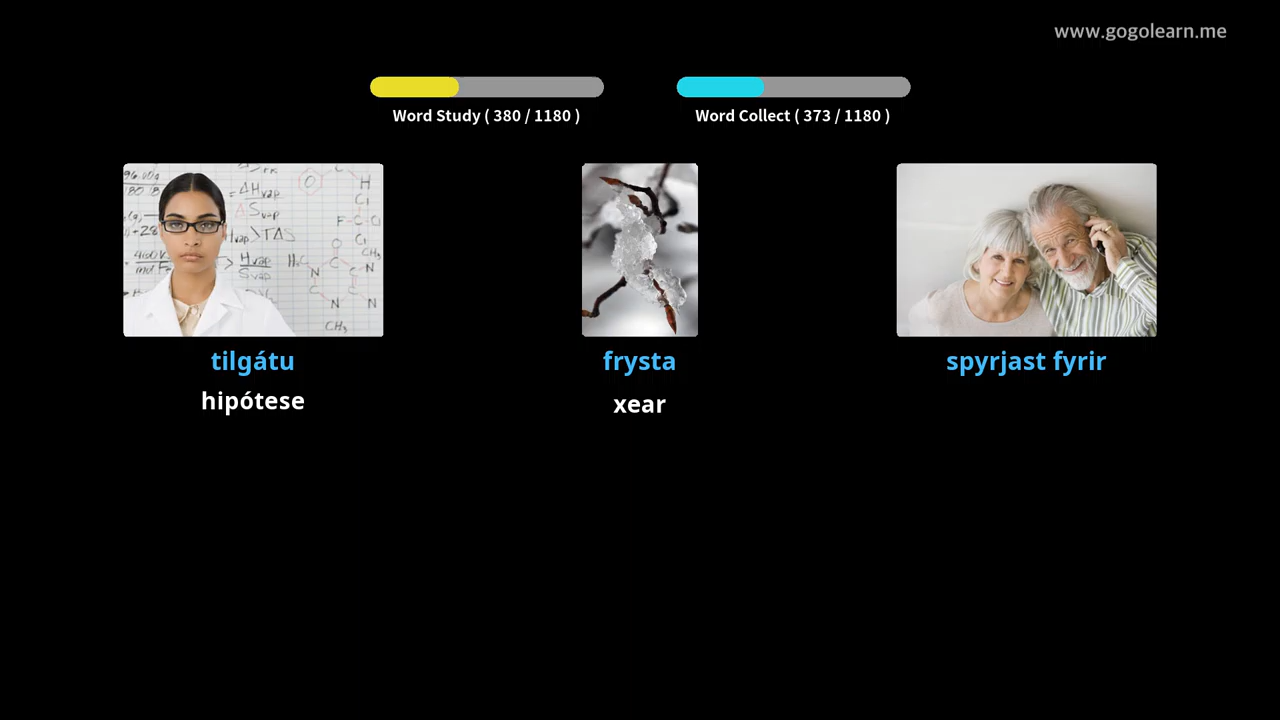 www.gogolearn.me
Word Study ( 380 / 1180 )
Word Collect ( 373 / 1180 )
tilgátu
frysta
spyrjast fyrir
hipótese
xear